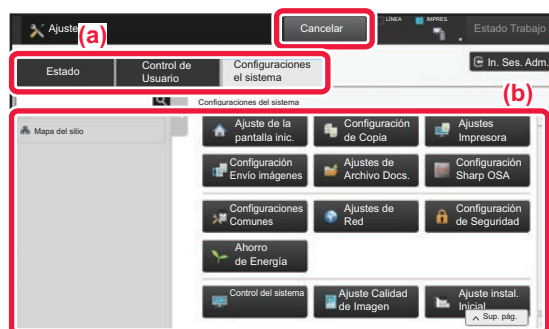 Ajuste
(a)
Cancelar
LÍNEA
IMPRES.
Estado Trabajo
Estado
Control de
Usuario
Configuraciones
el sistema
In. Ses. Adm.
(b)
Configuraciones del sistema
Mapa del sitio
Ajuste de la
pantalla inic.
Configuración
de Copia
Ajustes
Impresora
Configuración
Envío imágenes
Ajustes de
Archivo Docs.
Configuración
Sharp OSA
Configuraciones
Comunes
Ajustes de
Red
Configuración
de Seguridad
Ahorro
de Energía
Control del sistema
Ajuste Calidad
de Imagen
Ajuste instal.
Inicial
Sup. pág.